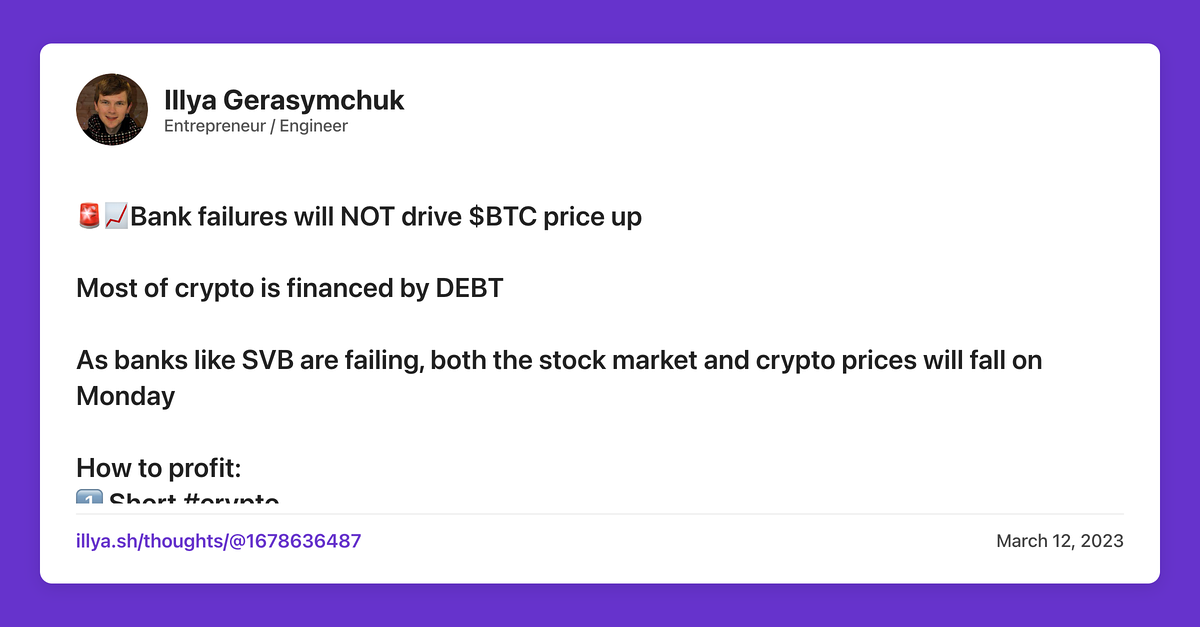 Illya Gerasymchuk
Entrepreneur / Engineer
🚨📈Bank failures will NOT drive $BTC price up
Most of crypto is financed by DEBT
As banks like SVB are failing, both the stock market and crypto prices will fall on
Monday
How to profit:
1️⃣ Short #crypto
illya.sh/thoughts/@1678636487
March 12, 2023